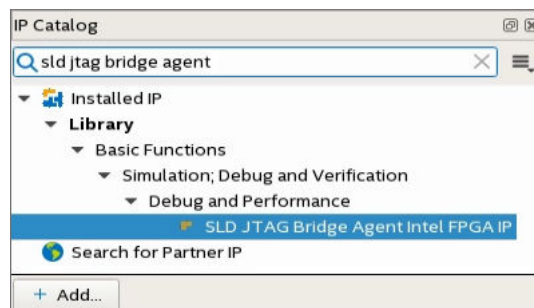 IP Catalog
sld jtag bridge agent
Installed IP
Library
Basic Functions
Simulation; Debug and Verification
Debug and Performance
SLD JTAG Bridge Agent Intel FPGA IP
Search for Partner IP
+ Add...